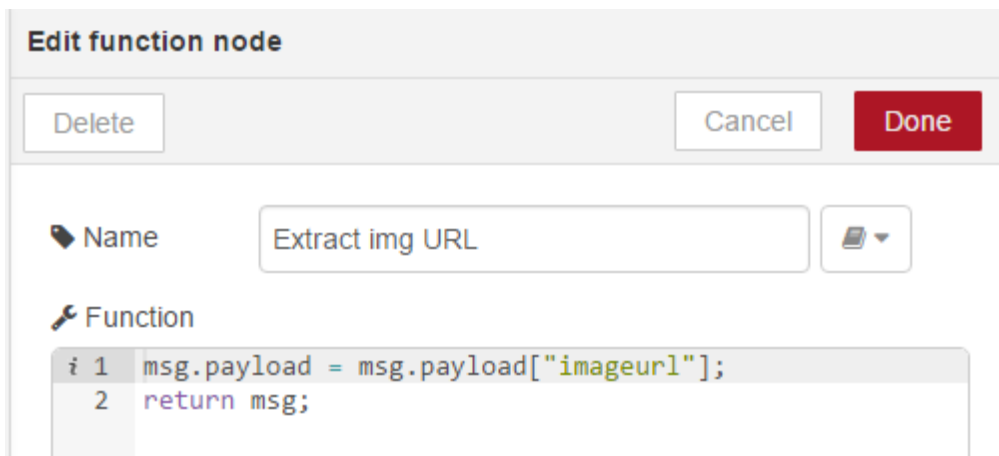 Edit function node
Delete Cancel Done
Name Extract img URL
Function
i 1 msg.payload = msg.payload["imageurl"];
2 return msg;